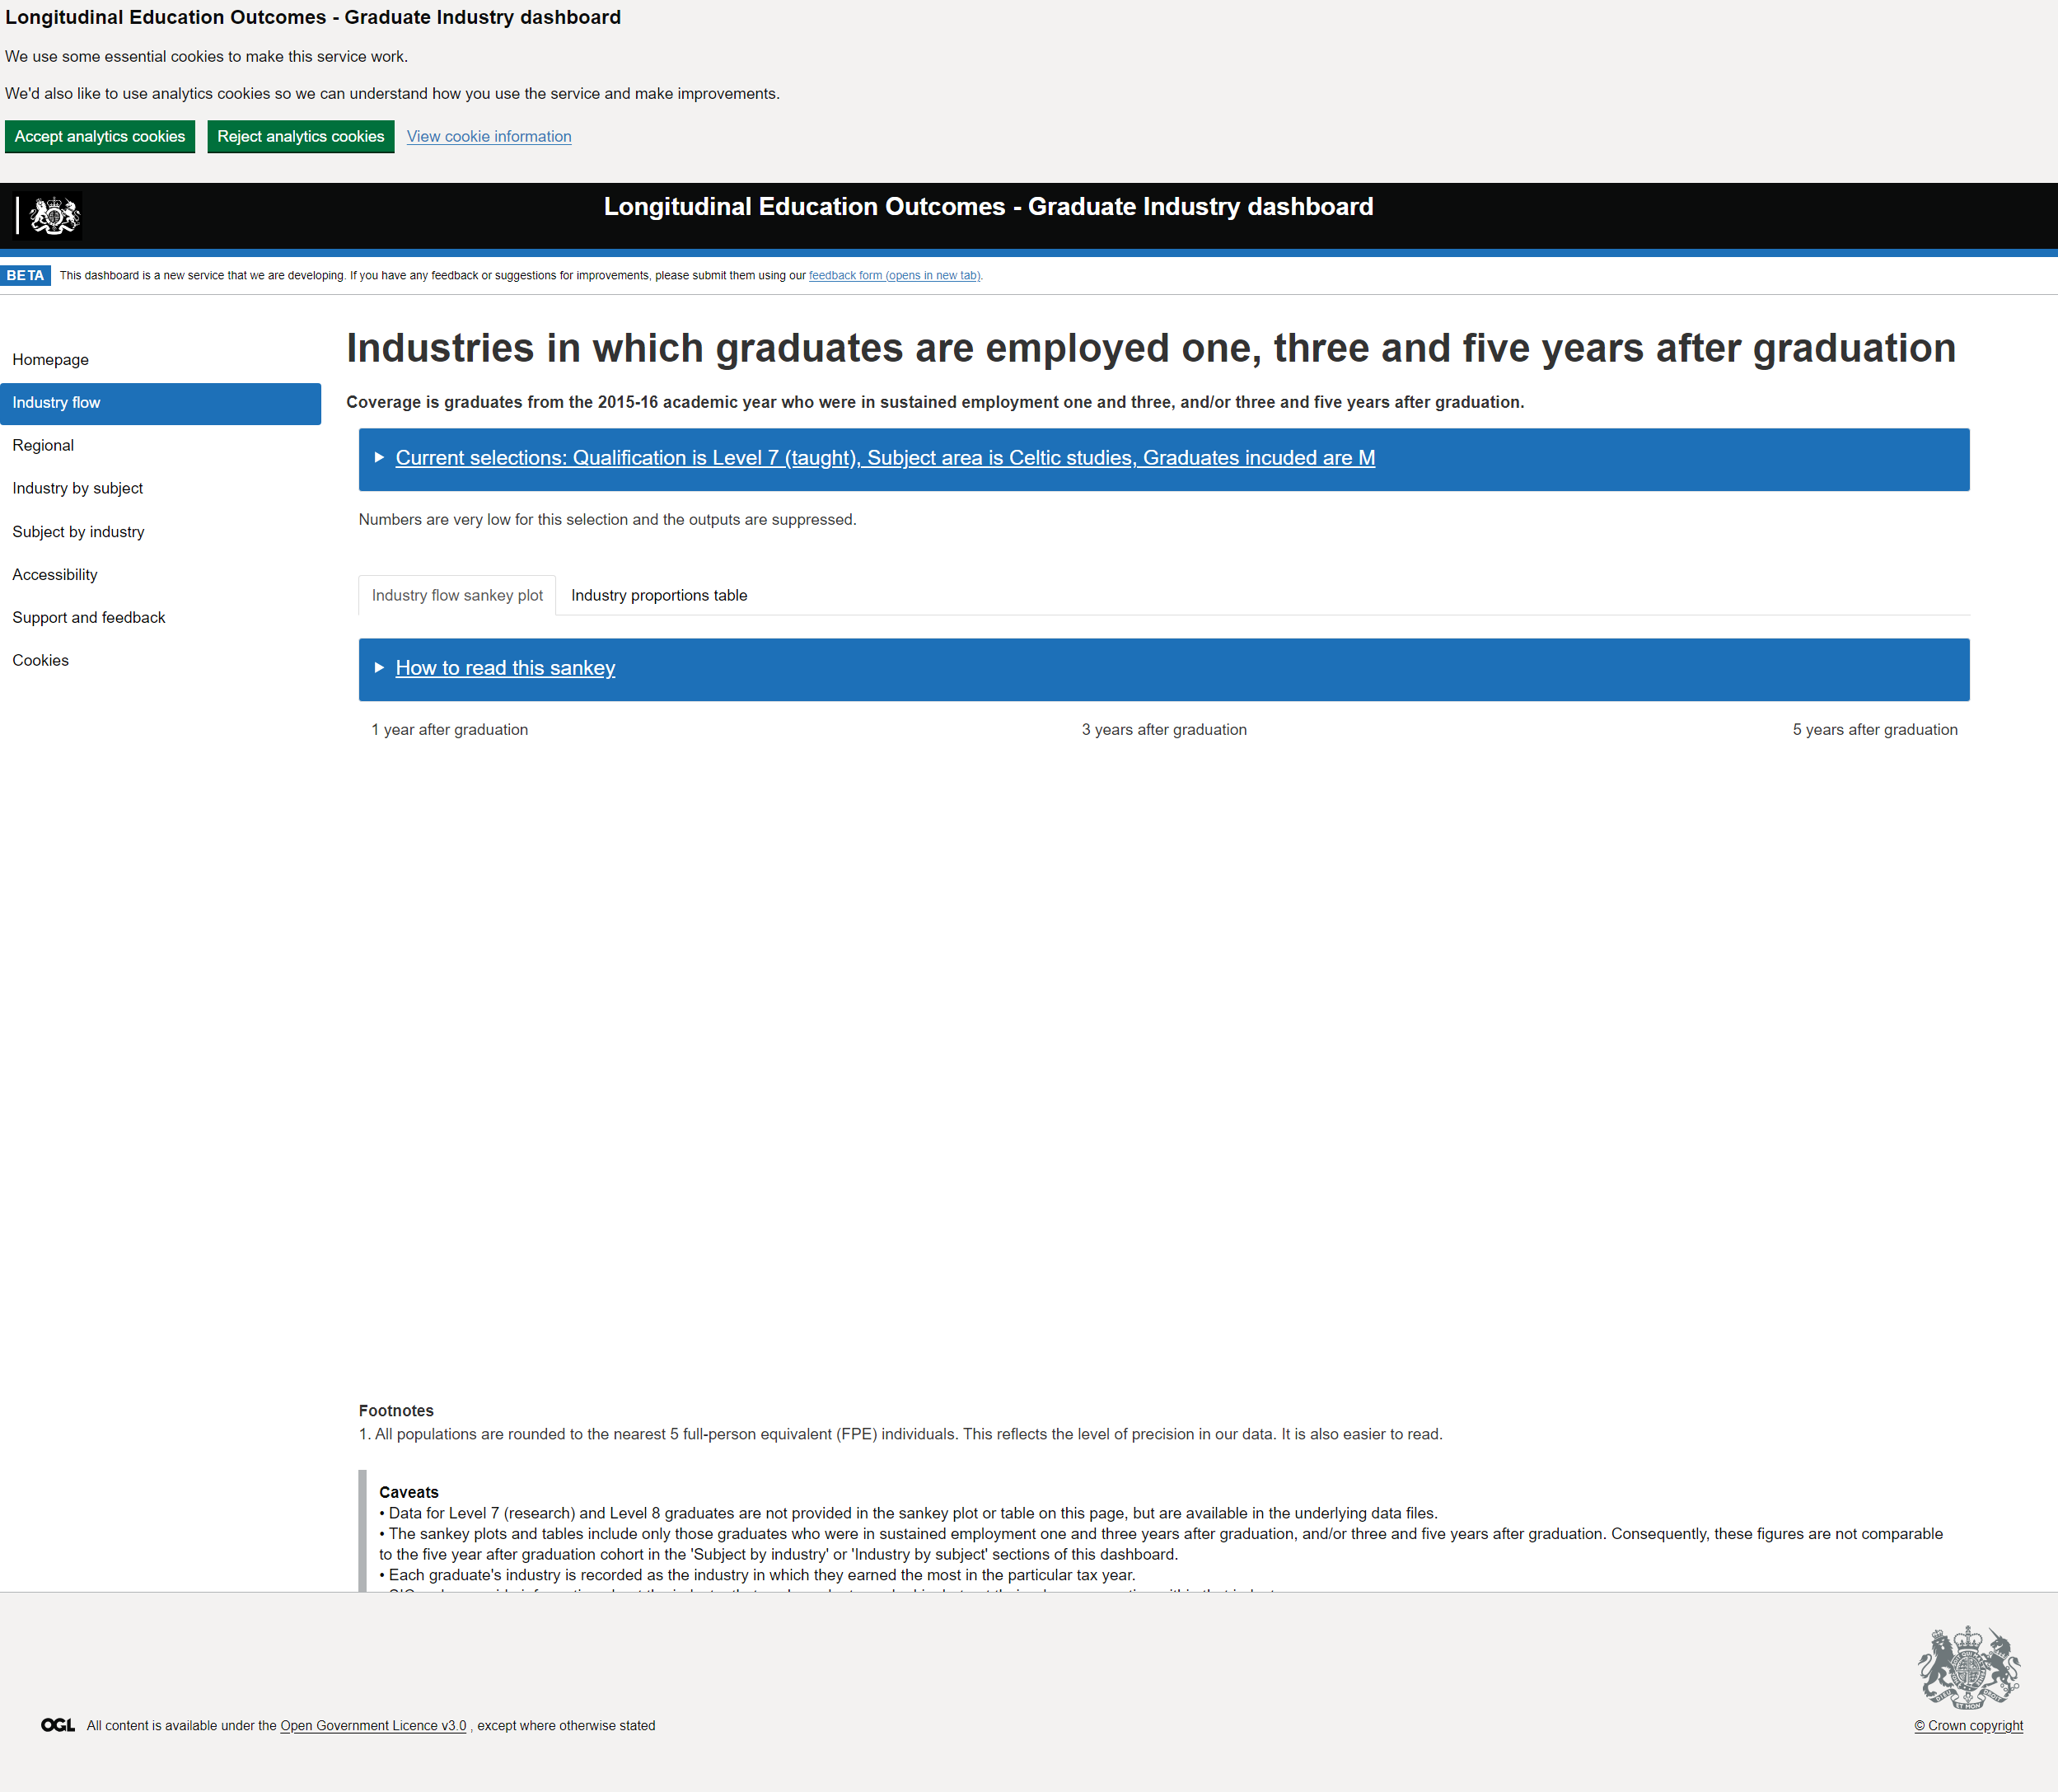 Longitudinal Education Outcomes - Graduate Industry dashboard
We use some essential cookies to make this service work.
We'd also like to use analytics cookies so we can understand how you use the service and make improvements.
Accept analytics cookies Reject analytics cookies View cookie information
Longitudinal Education Outcomes - Graduate Industry dashboard
BETA This dashboard is a new service that we are developing. If you have any feedback or suggestions for improvements, please submit them using our feedback form (opens in new tab).
Homepage
Industry flow
Regional
Industry by subject
Subject by industry
Accessibility
Support and feedback
Cookies
Industries in which graduates are employed one, three and five years after graduation
Coverage is graduates from the 2015-16 academic year who were in sustained employment one and three, and/or three and five years after graduation.
Current selections: Qualification is Level 7 (taught), Subject area is Celtic studies, Graduates incuded are M
Numbers are very low for this selection and the outputs are suppressed.
Industry flow sankey plot Industry proportions table
How to read this sankey
1 year after graduation 3 years after graduation 5 years after graduation
Footnotes
1. All populations are rounded to the nearest 5 full-person equivalent (FPE) individuals. This reflects the level of precision in our data. It is also easier to read.
Caveats
• Data for Level 7 (research) and Level 8 graduates are not provided in the sankey plot or table on this page, but are available in the underlying data files.
• The sankey plots and tables include only those graduates who were in sustained employment one and three years after graduation, and/or three and five years after graduation. Consequently, these figures are not comparable
to the five year after graduation cohort in the 'Subject by industry' or 'Industry by subject' sections of this dashboard.
• Each graduate's industry is recorded as the industry in which they earned the most in the particular tax year.
OGL All content is available under the Open Government Licence v3.0 , except where otherwise stated
© Crown copyright